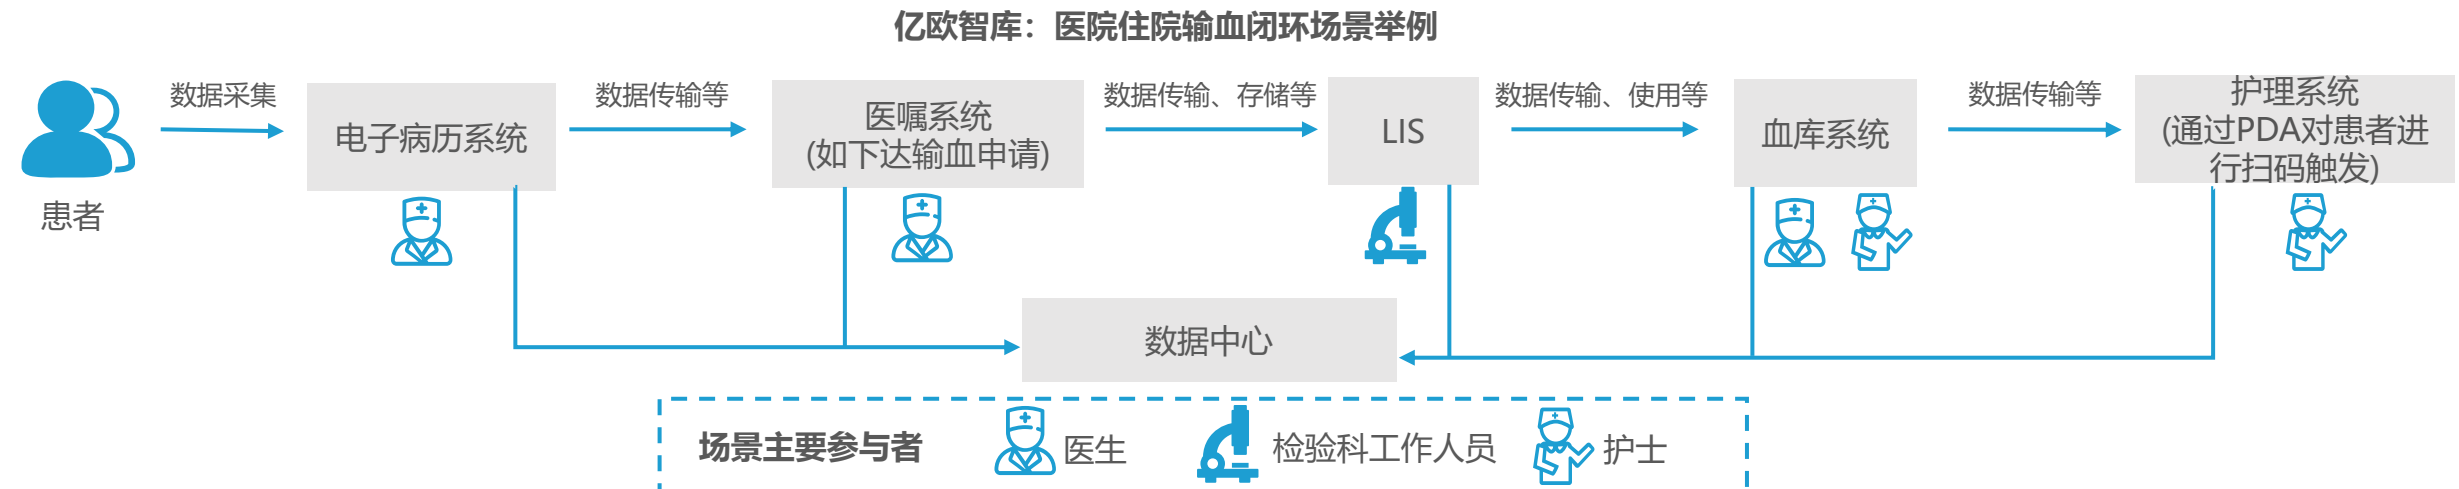 亿欧智库：医院住院输血闭环场景举例
患者
数据采集
电子病历系统
数据传输等
医嘱系统
(如下达输血申请)
数据传输、存储等
LIS
数据传输、使用等
血库系统
数据传输等
护理系统
(通过PDA对患者进
行扫码触发)
数据中心
场景主要参与者
医生
检验科工作人员
护士